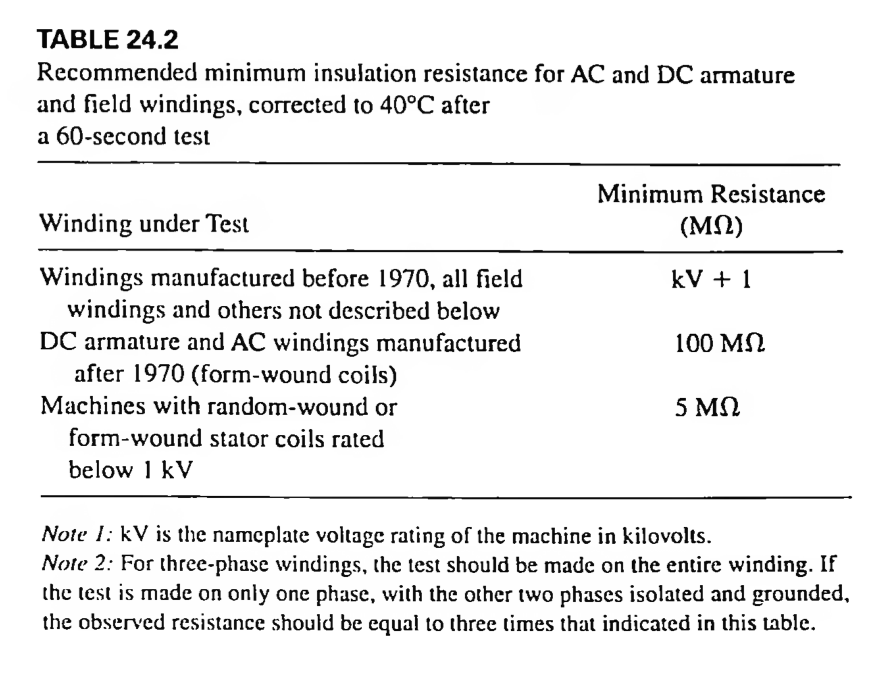 TABLE 24.2
Recommended minimum insulation resistance for AC and DC armature
and field windings, corrected to 40°C after
a 60-second test
Minimum Resistance
Winding under Test (MΩ)
Windings manufactured before 1970, all field kV + 1
windings and others not described below
DC armature and AC windings manufactured 100 MΩ
after 1970 (form-wound coils)
Machines with random-wound or 5 MΩ
form-wound stator coils rated
below 1 kV
Note 1: kV is the nameplate voltage rating of the machine in kilovolts.
Note 2: For three-phase windings, the test should be made on the entire winding. If
the test is made on only one phase, with the other two phases isolated and grounded,
the observed resistance should be equal to three times that indicated in this table.